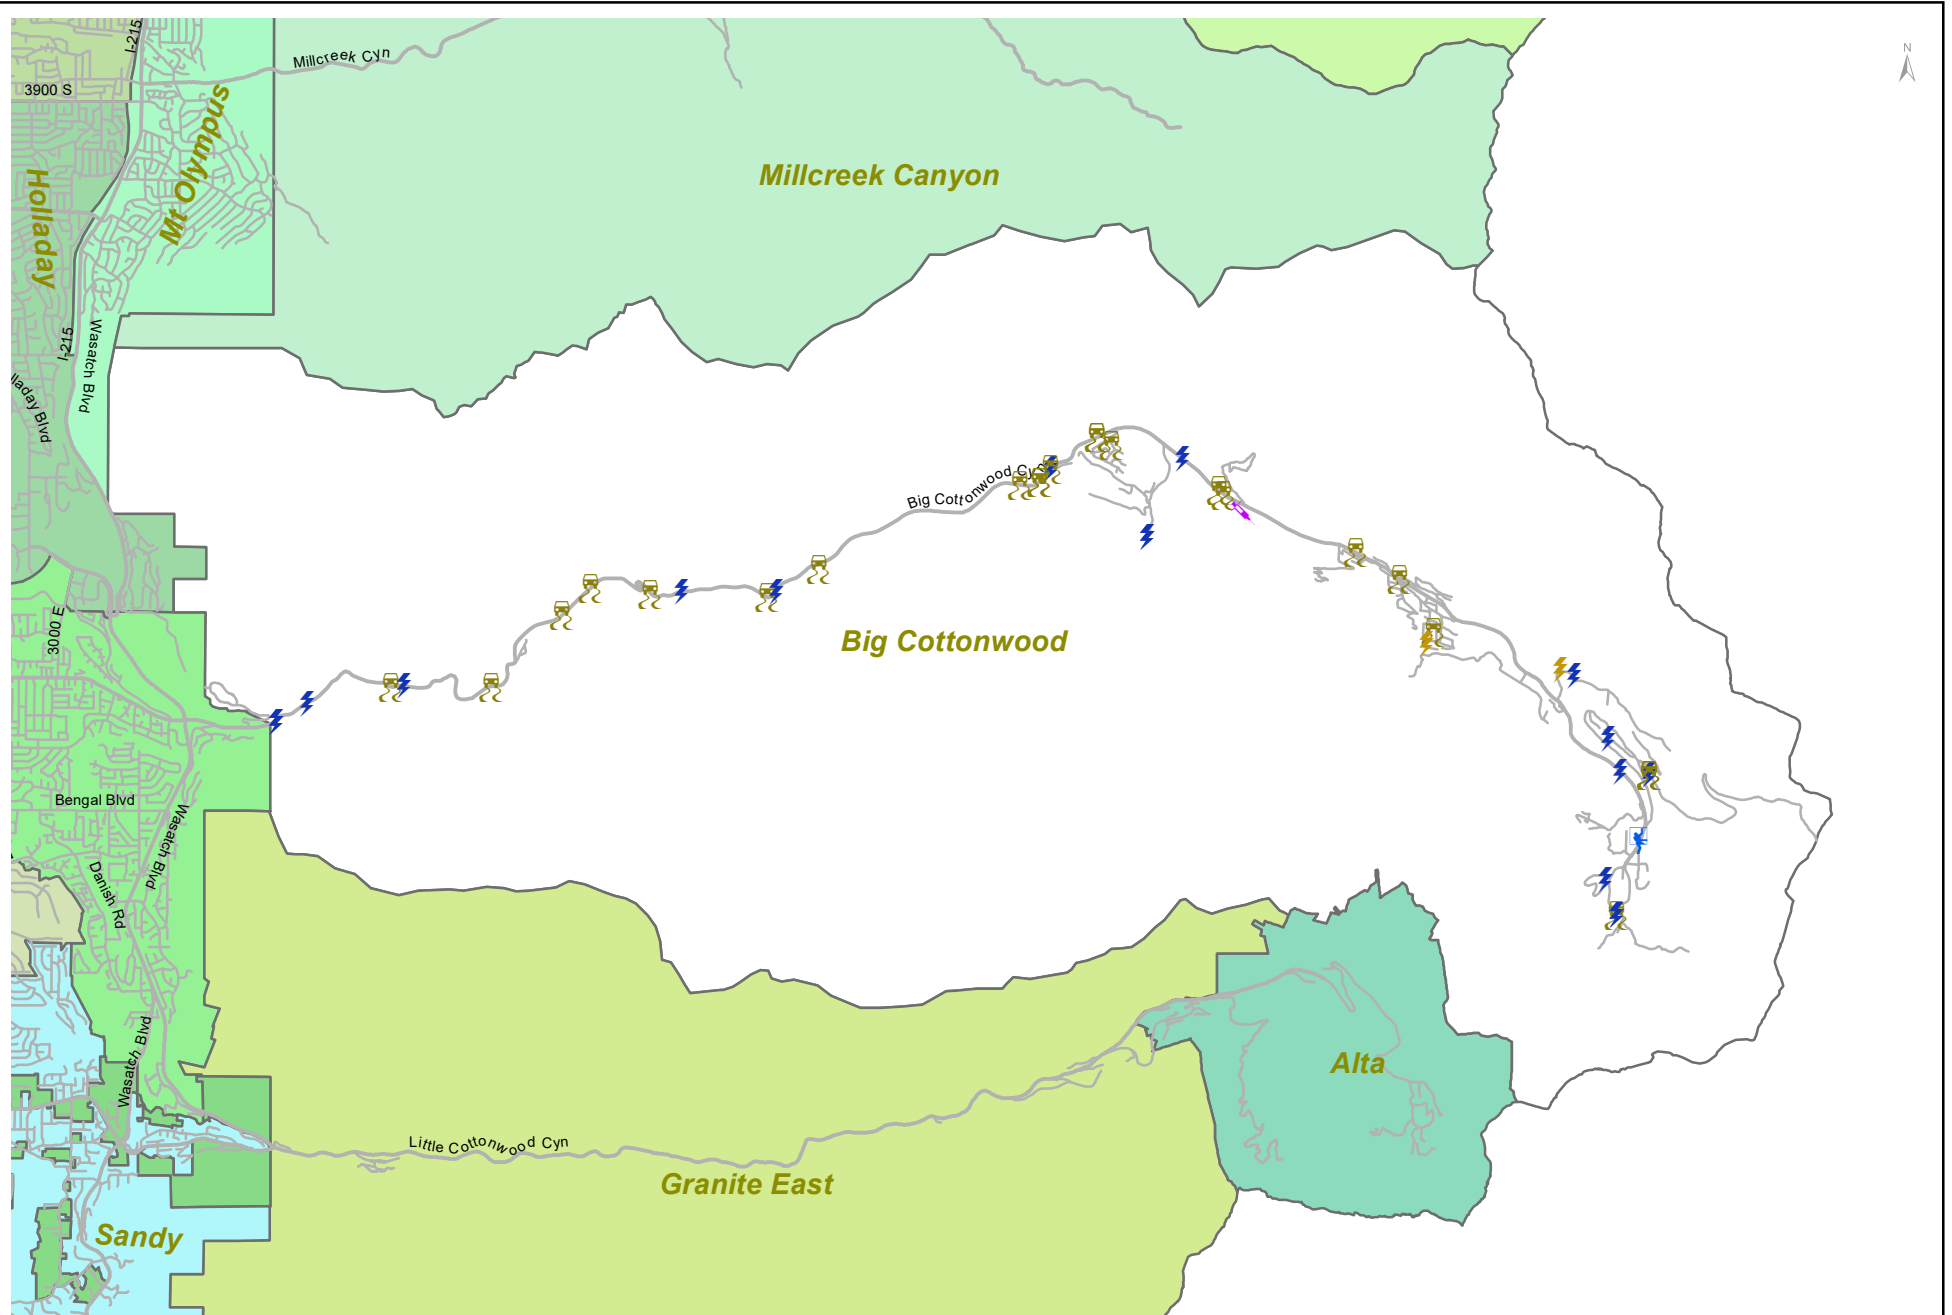 I-215
Millcreek Cyn
N
3900 S
Mt Olympus
Millcreek Canyon
Holladay
I-215
Wasatch Blvd
lladay Blvd
Big Cottonwood Cyn
3000 E
Big Cottonwood
Bengal Blvd
Wasatch Blvd
Danish Rd
Wasatch Blvd
Alta
Little Cottonwood Cyn
Granite East
Sandy